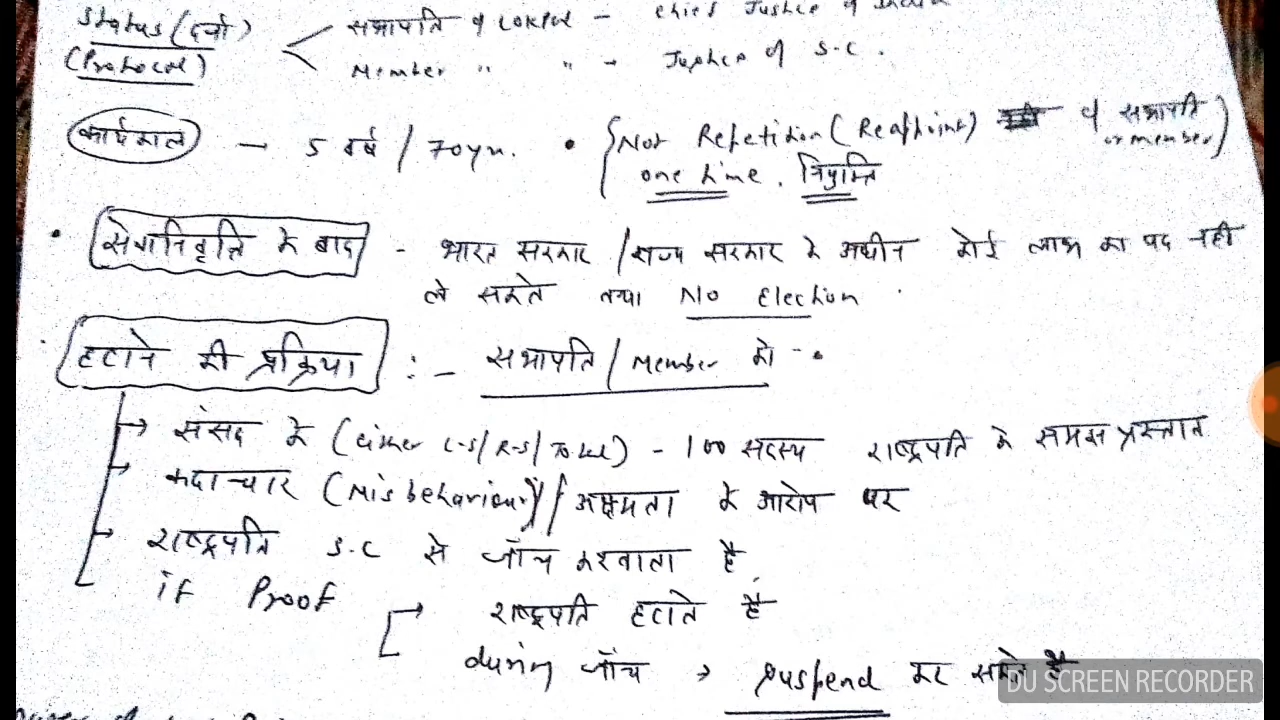 Status (दर्जा) सभापति of Lokpal - Chief Justice of India
(Protocol) Member " " - Justice of S.C.
कार्यकाल - 5 वर्ष / 70 yr. • Not Repetition (Reappoint) of सभापति or member)
one time. नियुक्ति
• सेवानिवृति के बाद - भारत सरकार / राज्य सरकार के अधीन कोई लाभ का पद नहीं
ले सकते तथा No Election.
हटाने की प्रक्रिया :- सभापति / Member को -
→ संसद के (either L-S/R-S/Total) - 100 सदस्य राष्ट्रपति के समक्ष प्रस्ताव
→ कदाचार (Misbehaviour) / अक्षमता के आरोप पर
→ राष्ट्रपति S.C से जाँच करवाता है.
if Proof → राष्ट्रपति हटाते है
during जाँच → suspend कर सकते है
DU SCREEN RECORDER